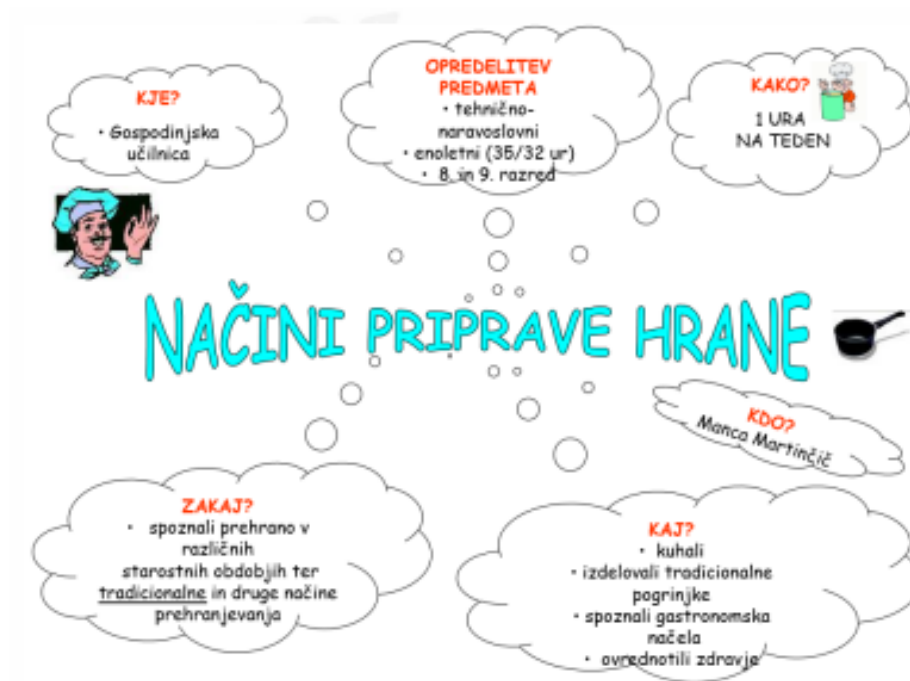 KJE?
• Gospodinjska
učilnica
OPREDELITEV
PREDMETA
• tehnično-
naravoslovni
• enoletni (35/32 ur)
• 8. in 9. razred
KAKO?
1 URA
NA TEDEN
NAČINI PRIPRAVE HRANE
KDO?
Manca Martinčič
ZAKAJ?
• spoznali prehrano v
različnih
starostnih obdobjih ter
tradicionalne in druge načine
prehranjevanja
KAJ?
• kuhali
• izdelovali tradicionalne
pogrinjke
• spoznali gastronomska
načela
• ovrednotili zdravje